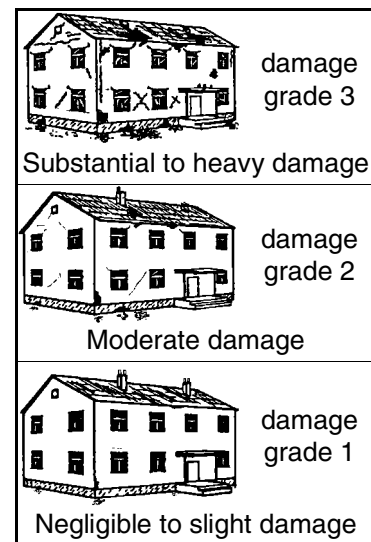 damage
grade 3
Substantial to heavy damage
damage
grade 2
Moderate damage
damage
grade 1
Negligible to slight damage